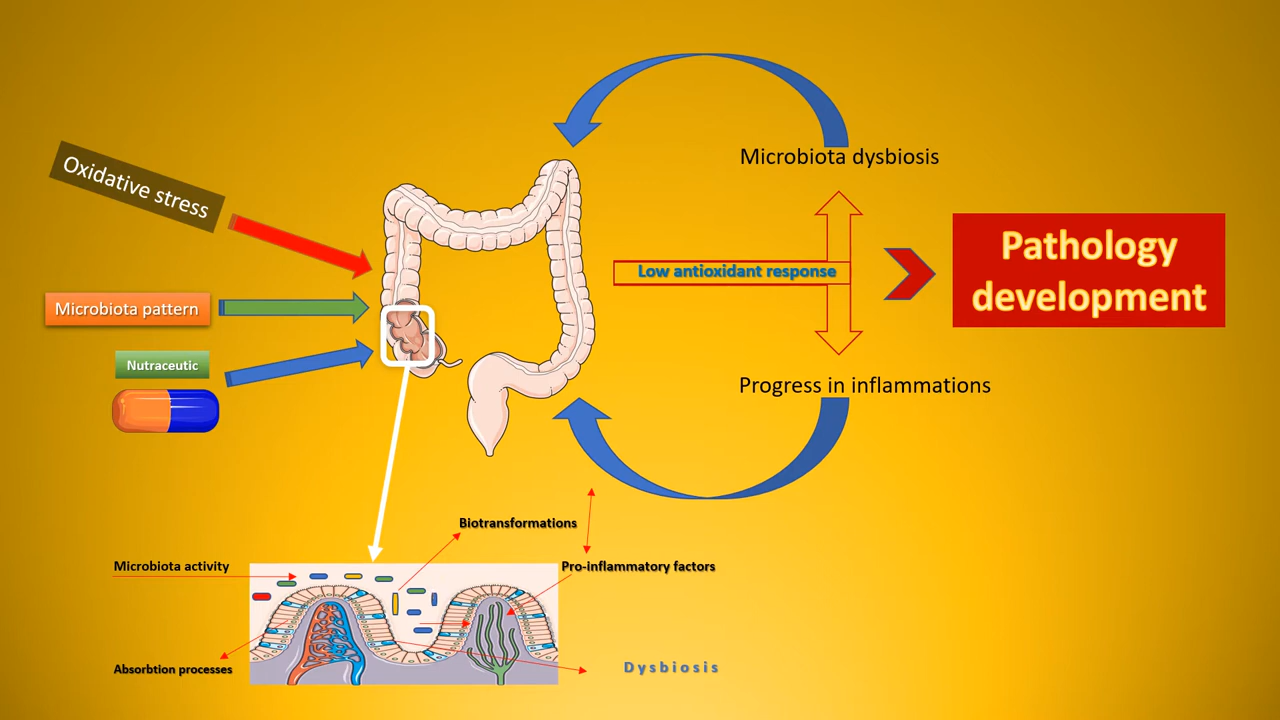 Oxidative stress
Microbiota pattern
Nutraceutic
Microbiota dysbiosis
Low antioxidant response
Progress in inflammations
Pathology
development
Biotransformations
Microbiota activity
Pro-inflammatory factors
Absorbtion processes
Dysbiosis